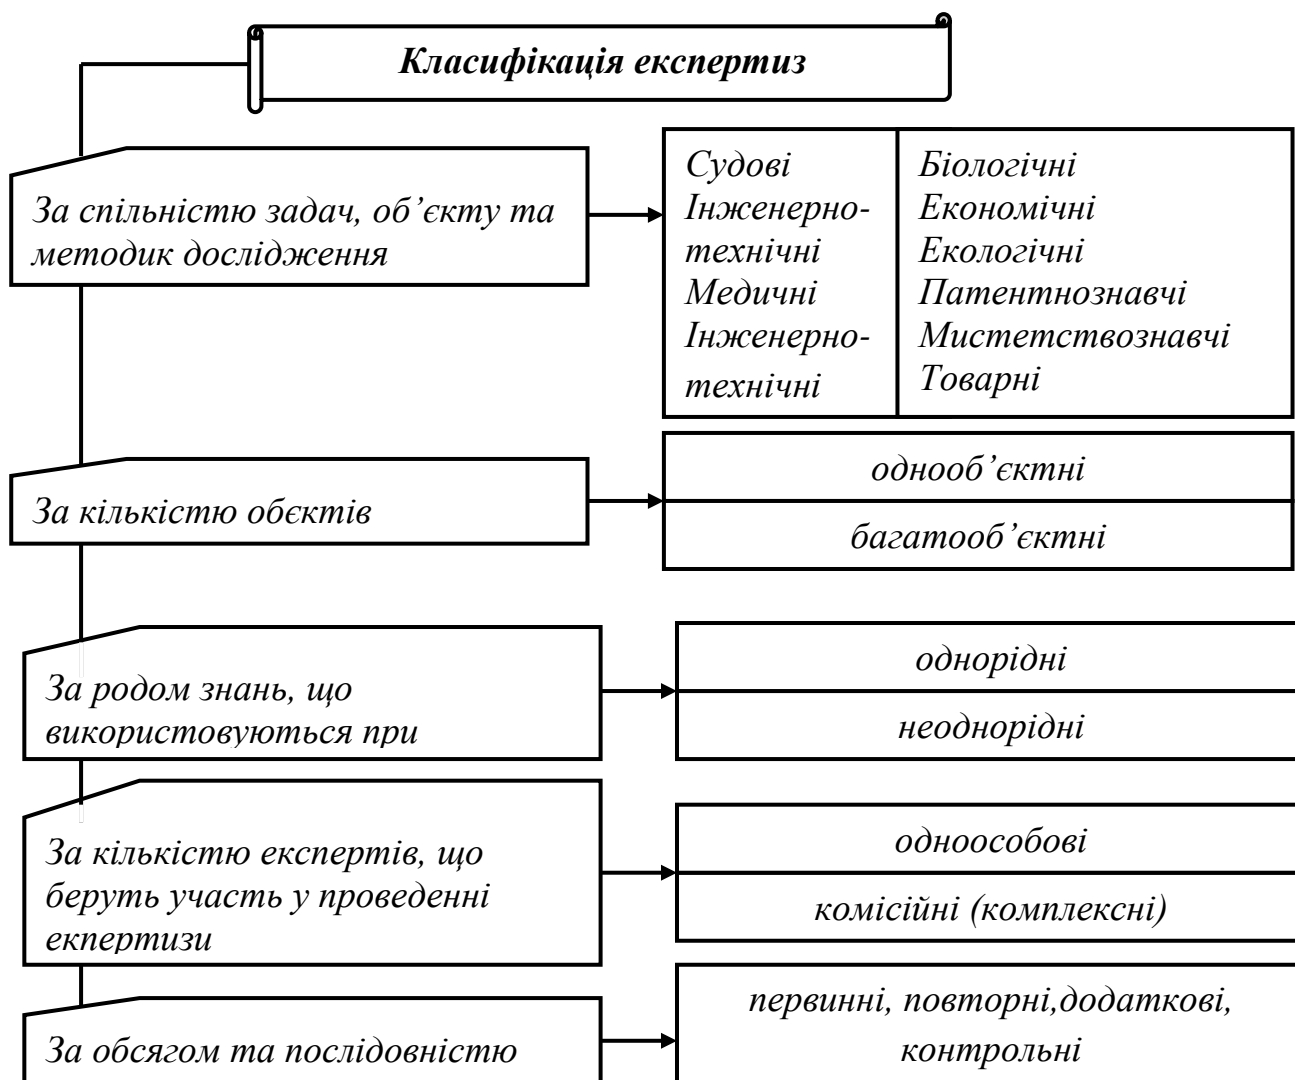 Класифікація експертиз
За спільністю задач, об’єкту та
методик дослідження
Судові
Інженерно-
технічні
Медичні
Інженерно-
технічні
Біологічні
Економічні
Екологічні
Патентнознавчі
Мистетствознавчі
Товарні
За кількістю обєктів
однооб’єктні
багатооб’єктні
За родом знань, що
використовуються при
однорідні
неоднорідні
За кількістю експертів, що
беруть участь у проведенні
екпертизи
одноособові
комісійні (комплексні)
За обсягом та послідовністю
первинні, повторні,додаткові,
контрольні